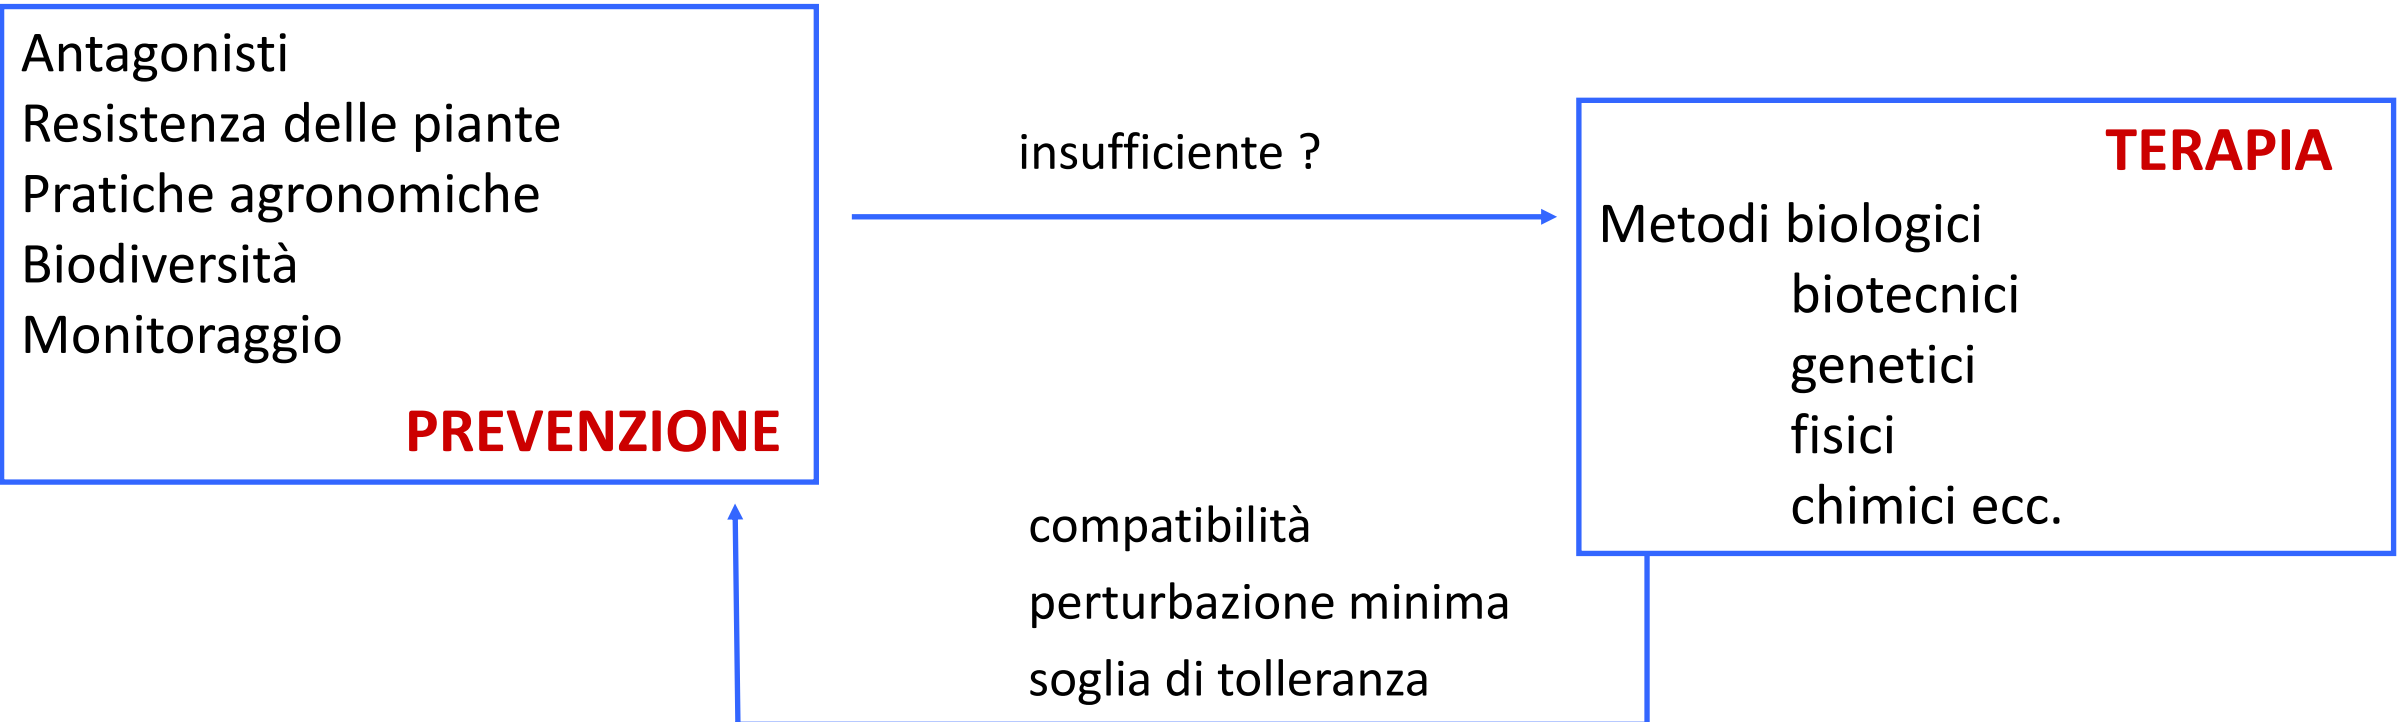 Antagonisti
Resistenza delle piante
Pratiche agronomiche
Biodiversità
Monitoraggio
PREVENZIONE
insufficiente ?
TERAPIA
Metodi biologici
biotecnici
genetici
fisici
chimici ecc.
compatibilità
perturbazione minima
soglia di tolleranza